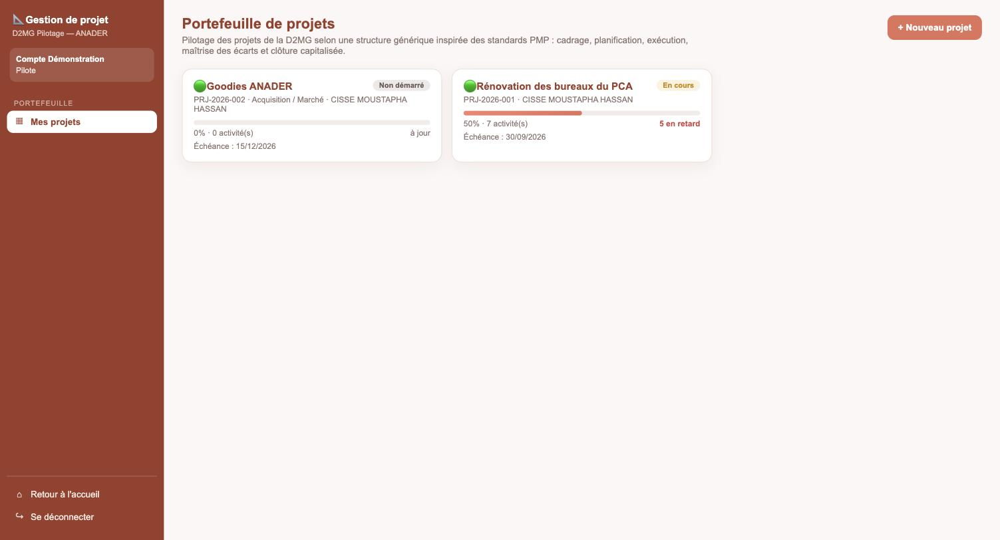 Gestion de projet
D2MG Pilotage — ANADER
Compte Démonstration
Pilote
PORTEFEUILLE
Mes projets
Retour à l'accueil
Se déconnecter
Portefeuille de projets
Pilotage des projets de la D2MG selon une structure générique inspirée des standards PMP : cadrage, planification, exécution,
maîtrise des écarts et clôture capitalisée.
+ Nouveau projet
Goodies ANADER
Non démarré
PRJ-2026-002 · Acquisition / Marché · CISSE MOUSTAPHA
HASSAN
0% · 0 activité(s)
à jour
Échéance : 15/12/2026
Rénovation des bureaux du PCA
En cours
PRJ-2026-001 · CISSE MOUSTAPHA HASSAN
50% · 7 activité(s)
5 en retard
Échéance : 30/09/2026